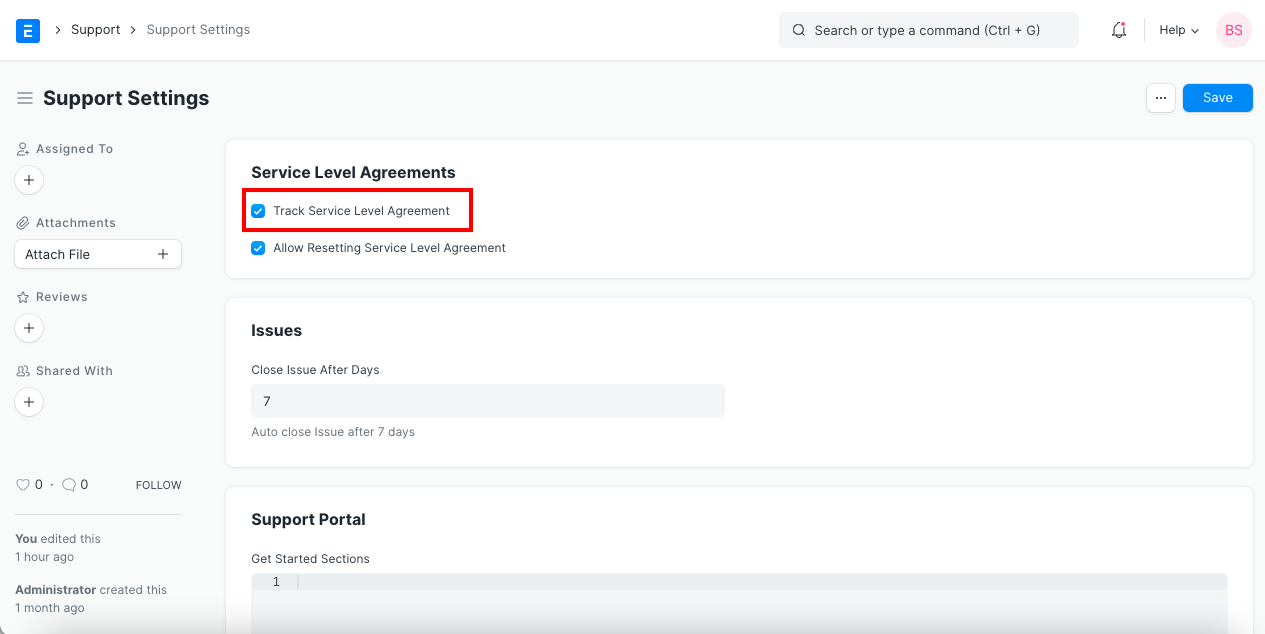 E
Support
Support Settings
Search or type a command (Ctrl + G)
Help
BS
Support Settings
Save
Assigned To
Attachments
Attach File
Reviews
Shared With
0 · 0
FOLLOW
You edited this
1 hour ago
Administrator created this
1 month ago
Service Level Agreements
Track Service Level Agreement
Allow Resetting Service Level Agreement
Issues
Close Issue After Days
7
Auto close Issue after 7 days
Support Portal
Get Started Sections
1